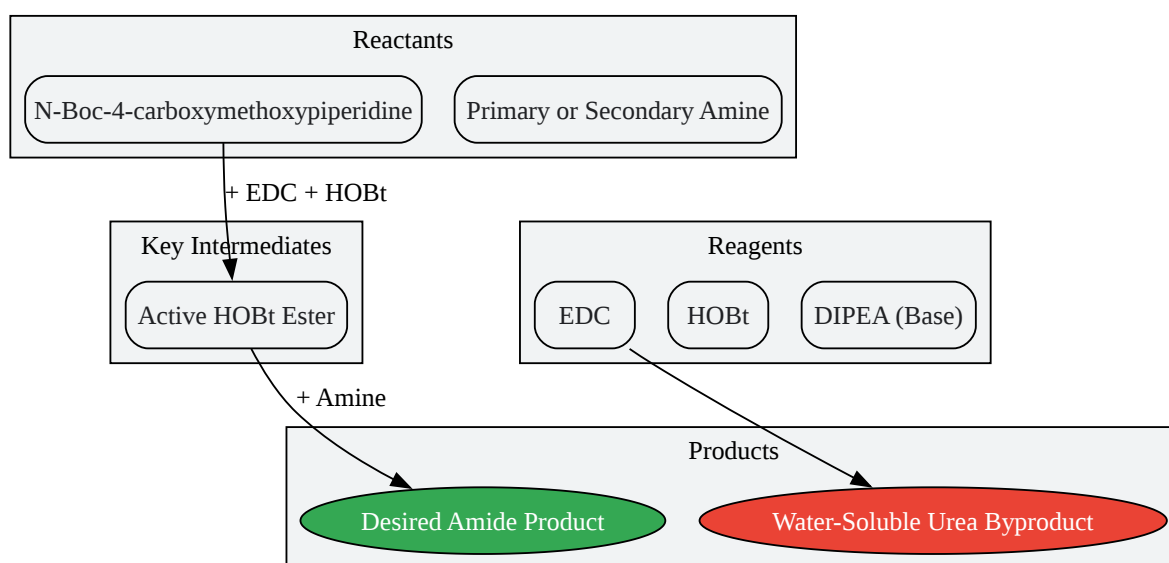 Reactants
N-Boc-4-carboxymethoxypiperidine
Primary or Secondary Amine
+ EDC + HOBt
Key Intermediates
Active HOBt Ester
Reagents
EDC
HOBt
DIPEA (Base)
+ Amine
Products
Desired Amide Product
Water-Soluble Urea Byproduct